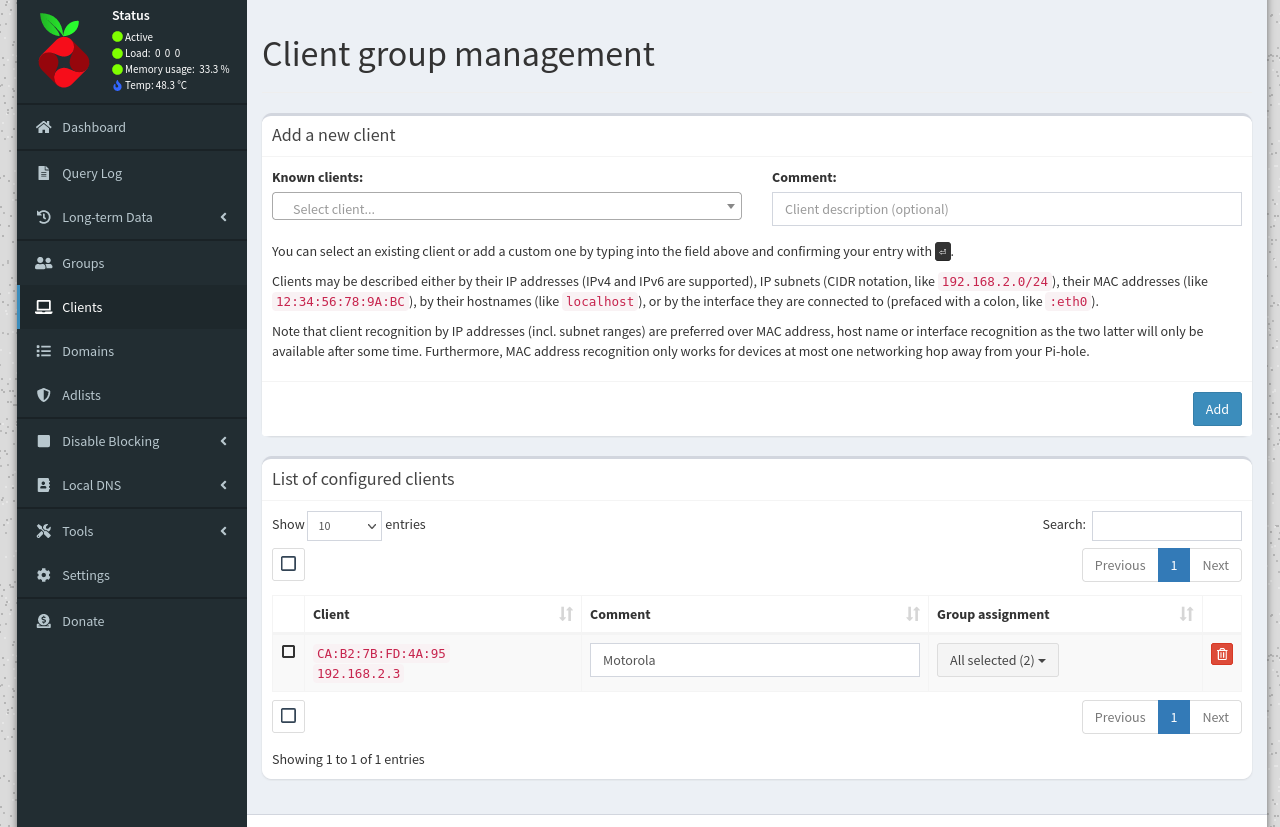 Status
Active
Load: 0 0 0
Memory usage: 33.3 %
Temp: 48.3 °C
Dashboard
Query Log
Long-term Data
Groups
Clients
Domains
Adlists
Disable Blocking
Local DNS
Tools
Settings
Donate
Client group management
Add a new client
Known clients: Comment:
Select client... Client description (optional)
You can select an existing client or add a custom one by typing into the field above and confirming your entry with ⏎.
Clients may be described either by their IP addresses (IPv4 and IPv6 are supported), IP subnets (CIDR notation, like 192.168.2.0/24 ), their MAC addresses (like
12:34:56:78:9A:BC ), by their hostnames (like localhost ), or by the interface they are connected to (prefaced with a colon, like :eth0 ).
Note that client recognition by IP addresses (incl. subnet ranges) are preferred over MAC address, host name or interface recognition as the two latter will only be
available after some time. Furthermore, MAC address recognition only works for devices at most one networking hop away from your Pi-hole.
Add
List of configured clients
Show 10 entries Search:
Previous 1 Next
Client Comment Group assignment
CA:B2:7B:FD:4A:95
192.168.2.3
Motorola All selected (2)
Previous 1 Next
Showing 1 to 1 of 1 entries